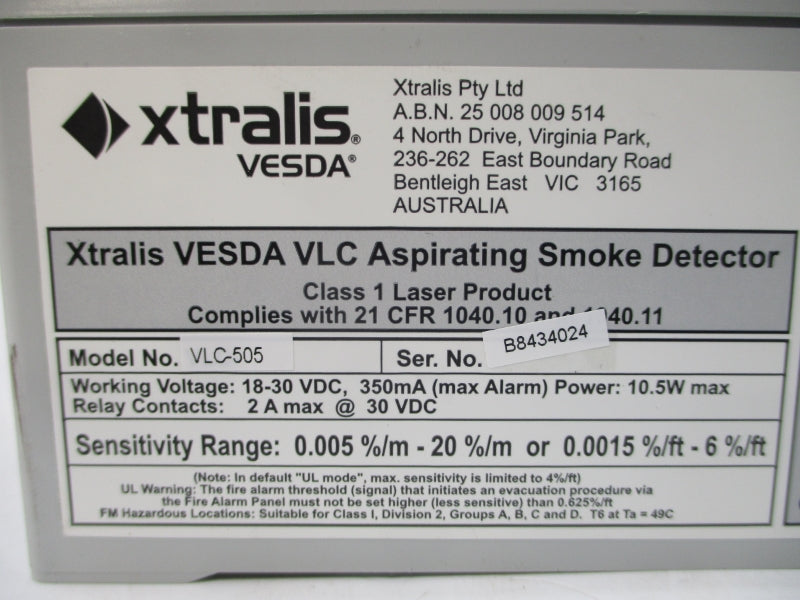 xtralis®
VESDA®
Xtralis Pty Ltd
A.B.N. 25 008 009 514
4 North Drive, Virginia Park,
236-262 East Boundary Road
Bentleigh East VIC 3165
AUSTRALIA
Xtralis VESDA VLC Aspirating Smoke Detector
Class 1 Laser Product
Complies with 21 CFR 1040.10 and 40.11
Model No. VLC-505 Ser. No. B8434024
Working Voltage: 18-30 VDC, 350mA (max Alarm) Power: 10.5W max
Relay Contacts: 2 A max @ 30 VDC
Sensitivity Range: 0.005 %/m - 20 %/m or 0.0015 %/ft - 6 %/ft
(Note: In default "UL mode", max. sensitivity is limited to 4%/ft)
UL Warning: The fire alarm threshold (signal) that initiates an evacuation procedure via
the Fire Alarm Panel must not be set higher (less sensitive) than 0.625%/ft
FM Hazardous Locations: Suitable for Class I, Division 2, Groups A, B, C and D. T6 at Ta = 49C